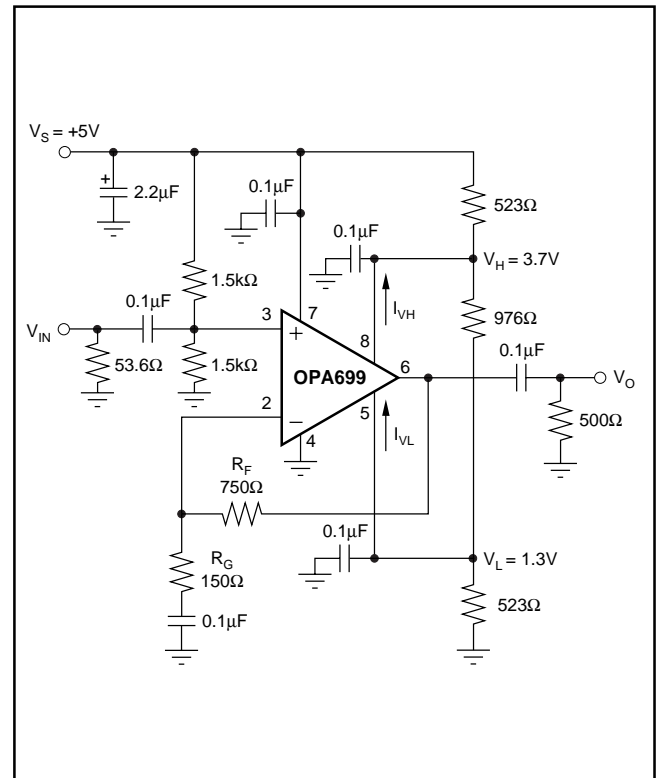 V_S = +5V
2.2µF
0.1µF
523Ω
0.1µF
V_H = 3.7V
1.5kΩ
0.1µF
7
I_VH
976Ω
V_IN
3
8
0.1µF
53.6Ω
1.5kΩ
+
OPA699
6
V_O
2
−
5
4
I_VL
500Ω
R_F
750Ω
0.1µF
V_L = 1.3V
R_G
150Ω
523Ω
0.1µF
+